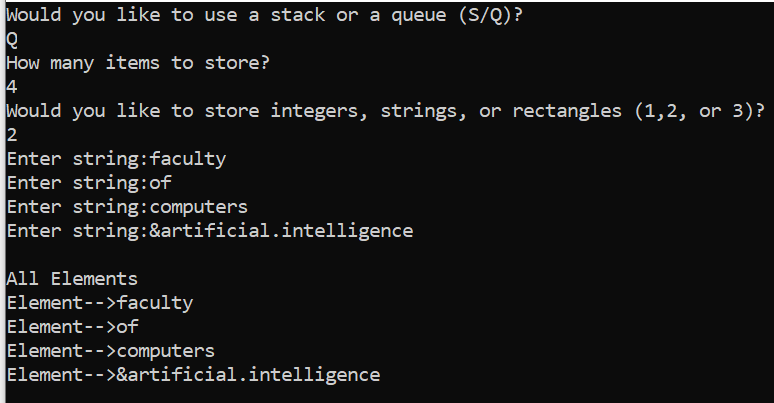 Would you like to use a stack or a queue (S/Q)?
Q
How many items to store?
4
Would you like to store integers, strings, or rectangles (1,2, or 3)?
2
Enter string:faculty
Enter string:of
Enter string:computers
Enter string:&artificial.intelligence

All Elements
Element-->faculty
Element-->of
Element-->computers
Element-->&artificial.intelligence